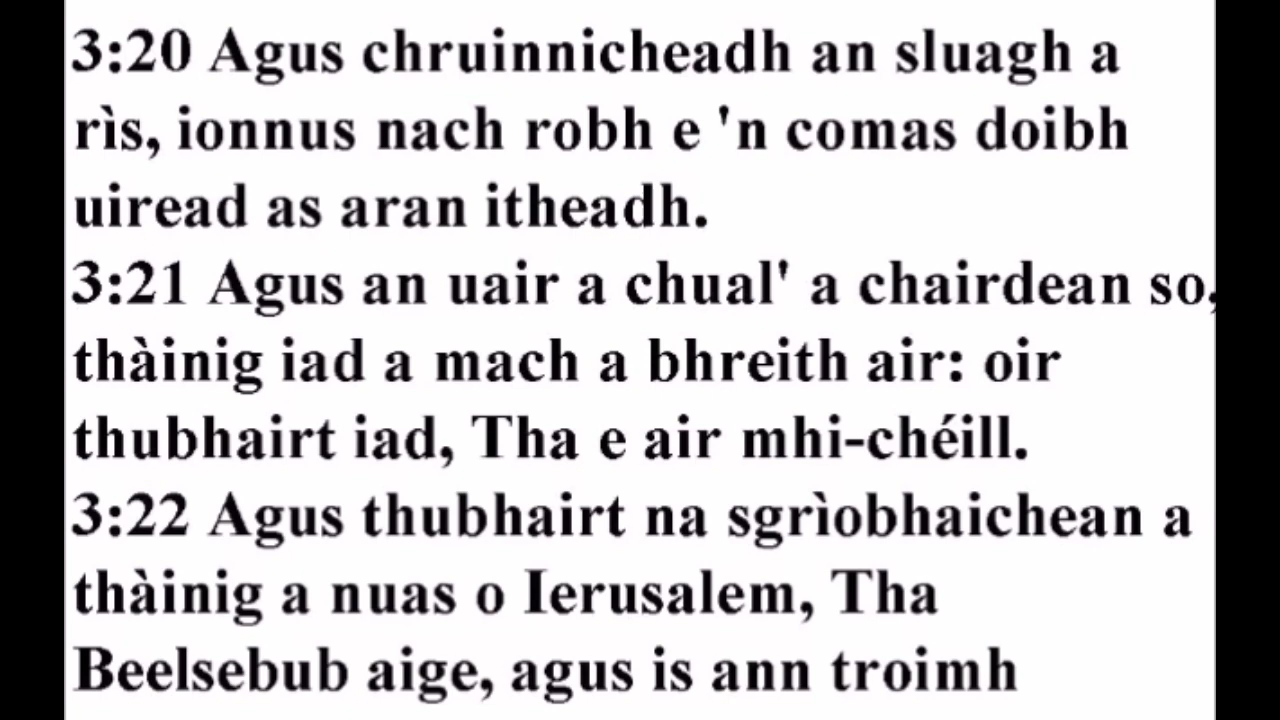 3:20 Agus chruinnicheadh an sluagh a
rìs, ionnus nach robh e 'n comas doibh
uiread as aran itheadh.
3:21 Agus an uair a chual' a chairdean so,
thàinig iad a mach a bhreith air: oir
thubhairt iad, Tha e air mhi-chéill.
3:22 Agus thubhairt na sgrìobhaichean a
thàinig a nuas o Ierusalem, Tha
Beelsebub aige, agus is ann troimh